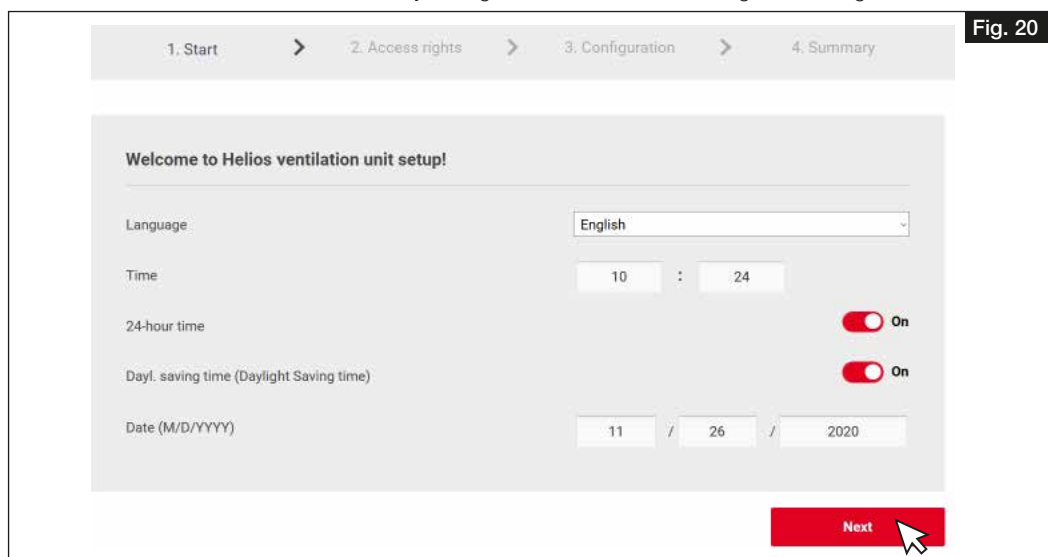 Fig. 20
1. Start > 2. Access rights > 3. Configuration > 4. Summary
Welcome to Helios ventilation unit setup!
Language English
Time 10 : 24
24-hour time On
Dayl. saving time (Daylight Saving time) On
Date (M/D/YYYY) 11 / 26 / 2020
Next